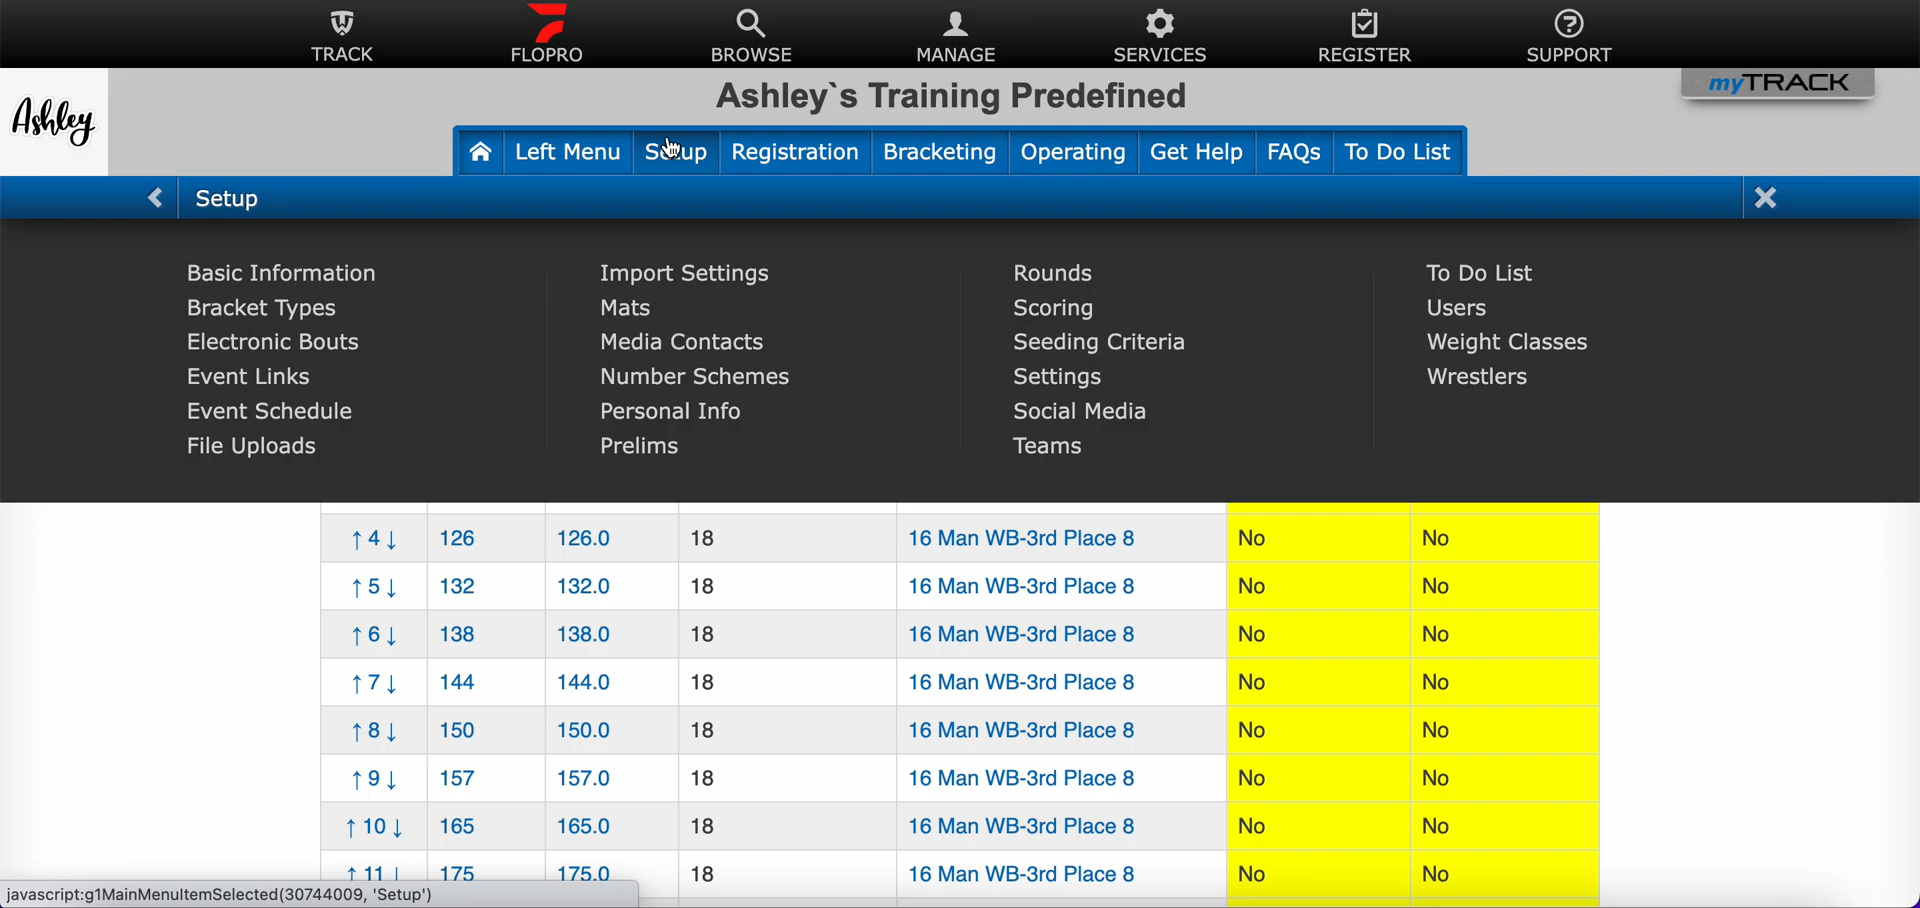 TRACK FLOPRO BROWSE MANAGE SERVICES REGISTER SUPPORT
Ashley
Ashley`s Training Predefined
myTRACK
Left Menu Setup Registration Bracketing Operating Get Help FAQs To Do List
Setup
Basic Information Import Settings Rounds To Do List
Bracket Types Mats Scoring Users
Electronic Bouts Media Contacts Seeding Criteria Weight Classes
Event Links Number Schemes Settings Wrestlers
Event Schedule Personal Info Social Media
File Uploads Prelims Teams
↑ 4 ↓ 126 126.0 18 16 Man WB-3rd Place 8 No No
↑ 5 ↓ 132 132.0 18 16 Man WB-3rd Place 8 No No
↑ 6 ↓ 138 138.0 18 16 Man WB-3rd Place 8 No No
↑ 7 ↓ 144 144.0 18 16 Man WB-3rd Place 8 No No
↑ 8 ↓ 150 150.0 18 16 Man WB-3rd Place 8 No No
↑ 9 ↓ 157 157.0 18 16 Man WB-3rd Place 8 No No
↑ 10 ↓ 165 165.0 18 16 Man WB-3rd Place 8 No No
↑ 11 ↓ 175 175.0 18 16 Man WB-3rd Place 8 No No
javascript:g1MainMenuItemSelected(30744009, 'Setup')